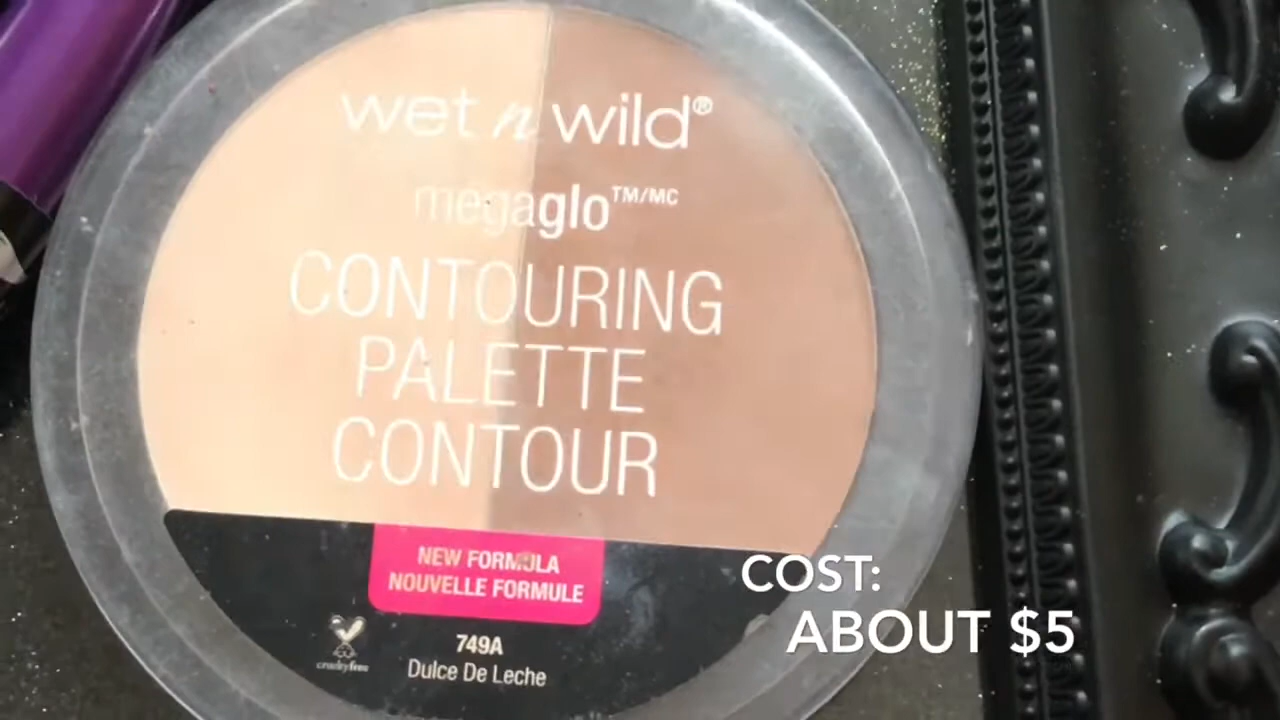 wet n wild®
megaglo™/MC
CONTOURING
PALETTE
CONTOUR
NEW FORMULA
NOUVELLE FORMULE
crueltyfree
749A
Dulce De Leche
COST:
ABOUT $5